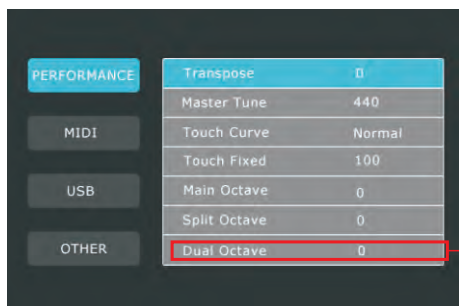 PERFORMANCE
Transpose 0
Master Tune 440
MIDI
Touch Curve Normal
Touch Fixed 100
USB
Main Octave 0
Split Octave 0
OTHER
Dual Octave 0